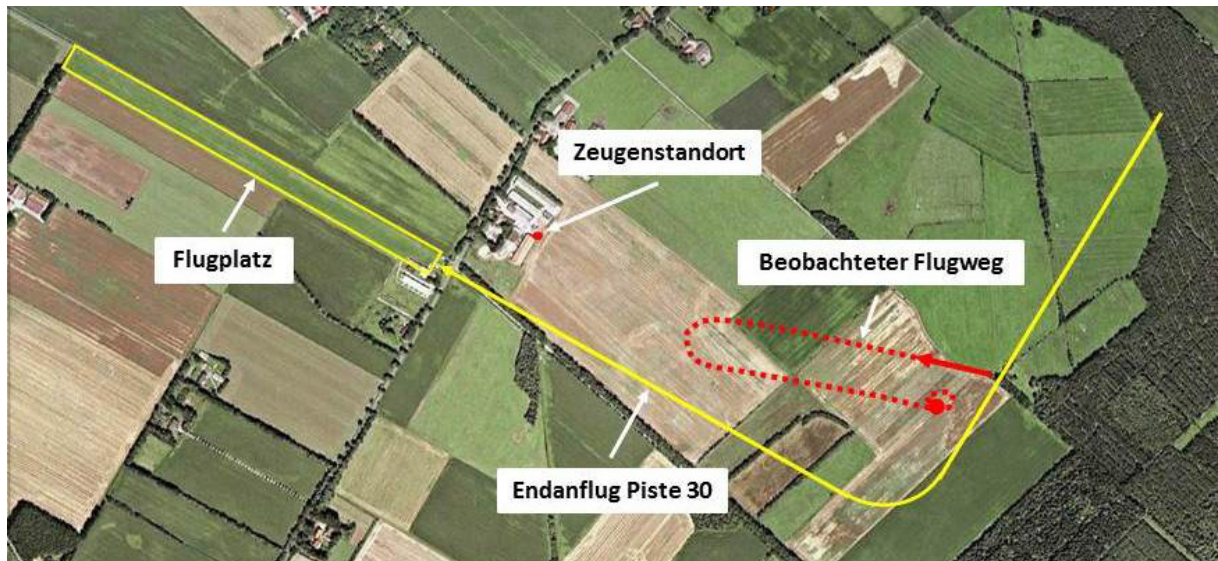 Zeugenstandort
Flugplatz
Beobachteter Flugweg
Endanflug Piste 30